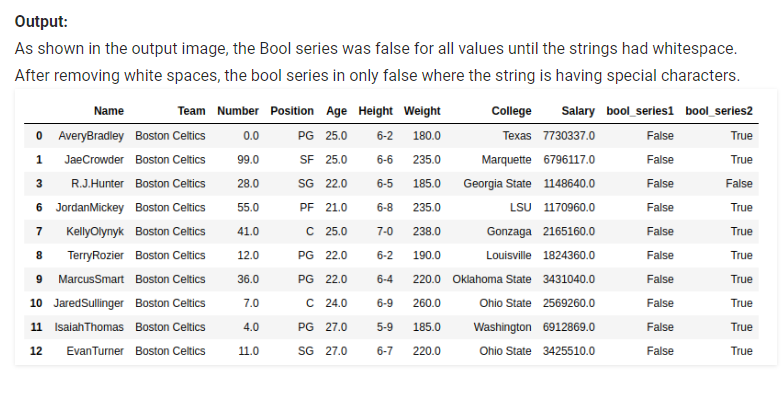 Output:
As shown in the output image, the Bool series was false for all values until the strings had whitespace.
After removing white spaces, the bool series in only false where the string is having special characters.
Name Team Number Position Age Height Weight College Salary bool_series1 bool_series2
0 AveryBradley Boston Celtics 0.0 PG 25.0 6-2 180.0 Texas 7730337.0 False True
1 JaeCrowder Boston Celtics 99.0 SF 25.0 6-6 235.0 Marquette 6796117.0 False True
3 R.J.Hunter Boston Celtics 28.0 SG 22.0 6-5 185.0 Georgia State 1148640.0 False False
6 JordanMickey Boston Celtics 55.0 PF 21.0 6-8 235.0 LSU 1170960.0 False True
7 KellyOlynyk Boston Celtics 41.0 C 25.0 7-0 238.0 Gonzaga 2165160.0 False True
8 TerryRozier Boston Celtics 12.0 PG 22.0 6-2 190.0 Louisville 1824360.0 False True
9 MarcusSmart Boston Celtics 36.0 PG 22.0 6-4 220.0 Oklahoma State 3431040.0 False True
10 JaredSullinger Boston Celtics 7.0 C 24.0 6-9 260.0 Ohio State 2569260.0 False True
11 IsaiahThomas Boston Celtics 4.0 PG 27.0 5-9 185.0 Washington 6912869.0 False True
12 EvanTurner Boston Celtics 11.0 SG 27.0 6-7 220.0 Ohio State 3425510.0 False True